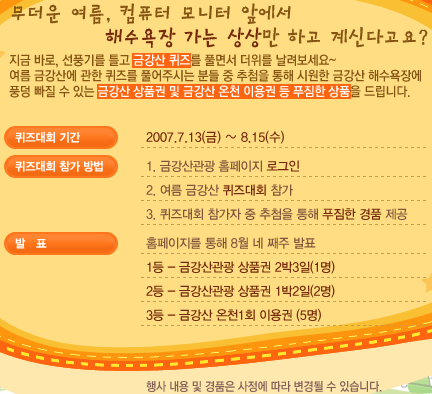 무더운 여름, 컴퓨터 모니터 앞에서
해수욕장 가는 상상만 하고 계신다고요?
지금 바로, 선풍기를 틀고 금강산 퀴즈를 풀면서 더위를 날려보세요~
여름 금강산에 관한 퀴즈를 풀어주시는 분들 중 추첨을 통해 시원한 금강산 해수욕장에
풍덩 빠질 수 있는 금강산 상품권 및 금강산 온천 이용권 등 푸짐한 상품을 드립니다.
퀴즈대회 기간 2007.7.13(금) ~ 8.15(수)
퀴즈대회 참가 방법 1. 금강산관광 홈페이지 로그인
2. 여름 금강산 퀴즈대회 참가
3. 퀴즈대회 참가자 중 추첨을 통해 푸짐한 경품 제공
발 표 홈페이지를 통해 8월 네 째주 발표
1등 - 금강산관광 상품권 2박3일(1명)
2등 - 금강산관광 상품권 1박2일(2명)
3등 - 금강산 온천1회 이용권 (5명)
행사 내용 및 경품은 사정에 따라 변경될 수 있습니다.